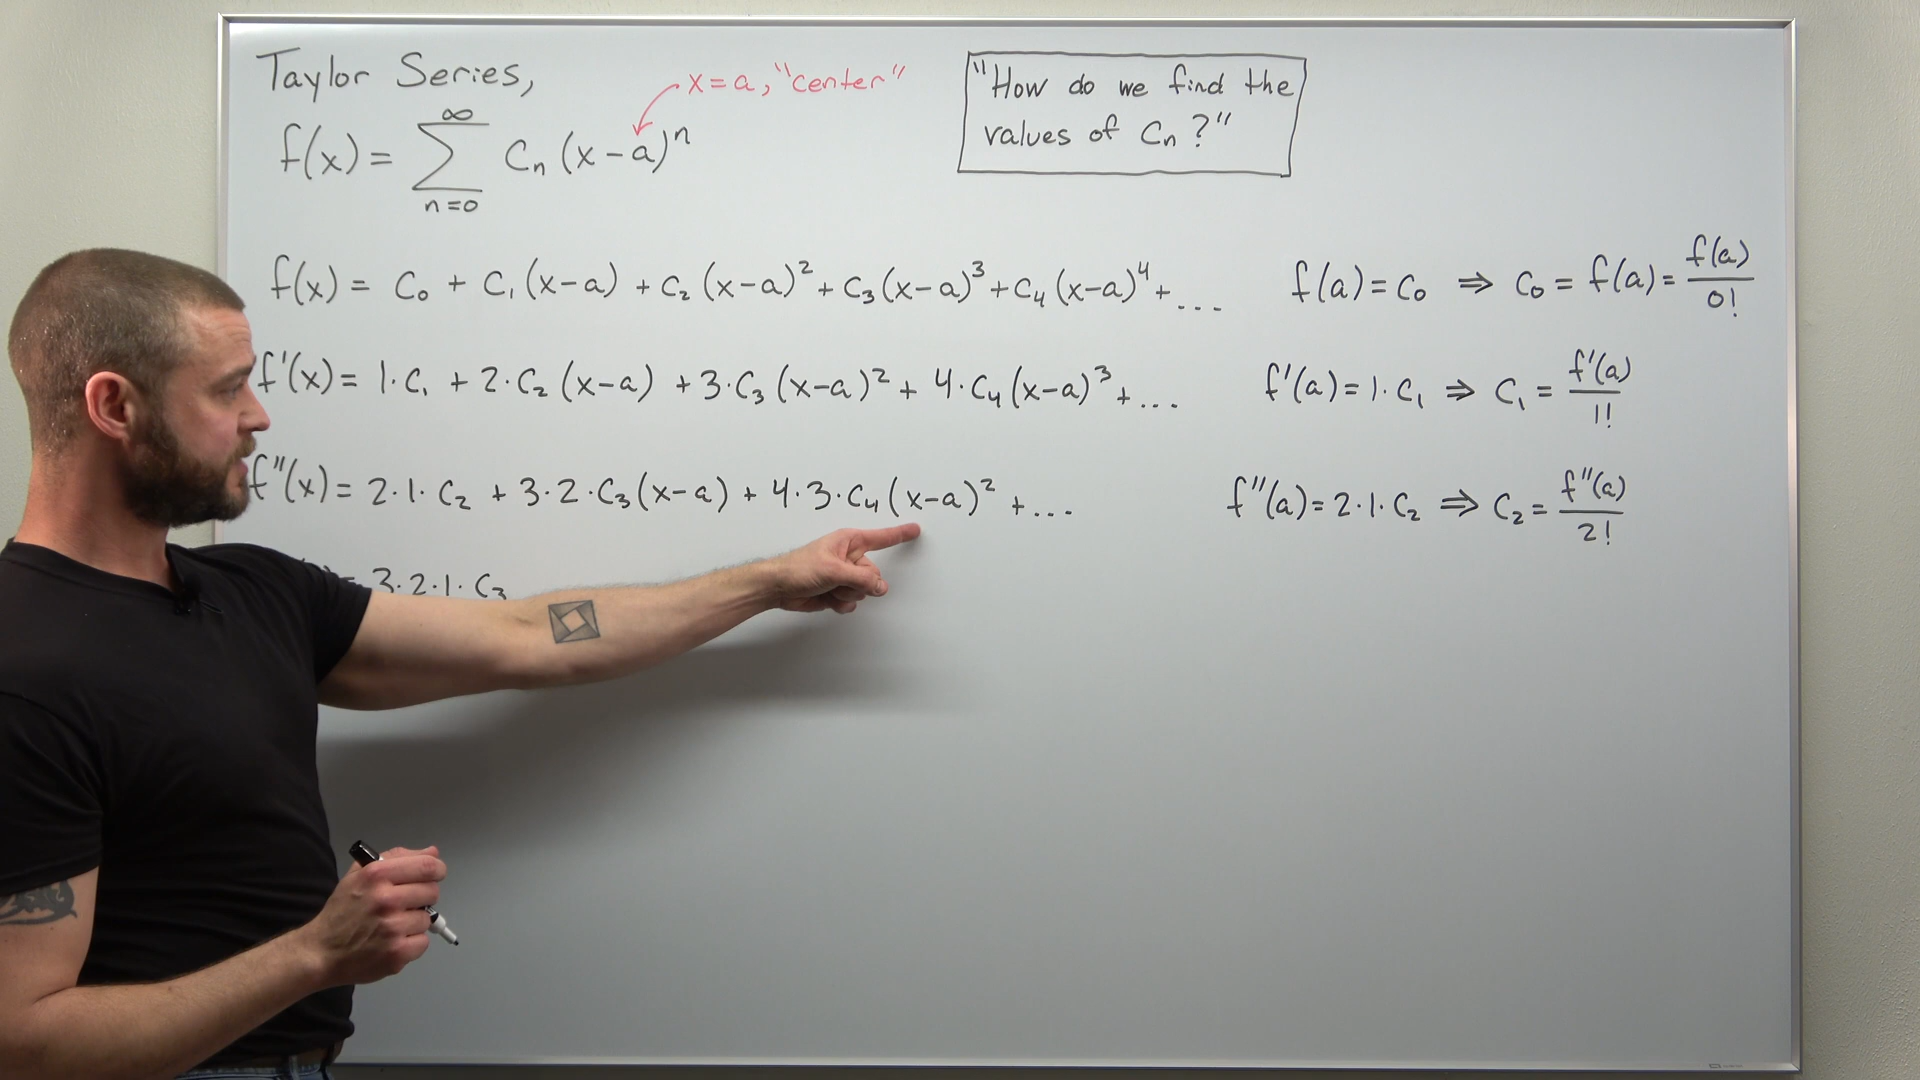 Taylor Series,
x=a, "center"
"How do we find the
values of Cₙ?"
f(x) = ∑ Cₙ (x-a)ⁿ
∞
n=0
f(x) = C₀ + C₁(x-a) + C₂(x-a)² + C₃(x-a)³ + C₄(x-a)⁴ + ...
f(a) = C₀ ⇒ C₀ = f(a) = f(a)/0!
f'(x) = 1·C₁ + 2·C₂(x-a) + 3·C₃(x-a)² + 4·C₄(x-a)³ + ...
f'(a) = 1·C₁ ⇒ C₁ = f'(a)/1!
f"(x) = 2·1·C₂ + 3·2·C₃(x-a) + 4·3·C₄(x-a)² + ...
f"(a) = 2·1·C₂ ⇒ C₂ = f"(a)/2!
) = 3·2·1·C₃